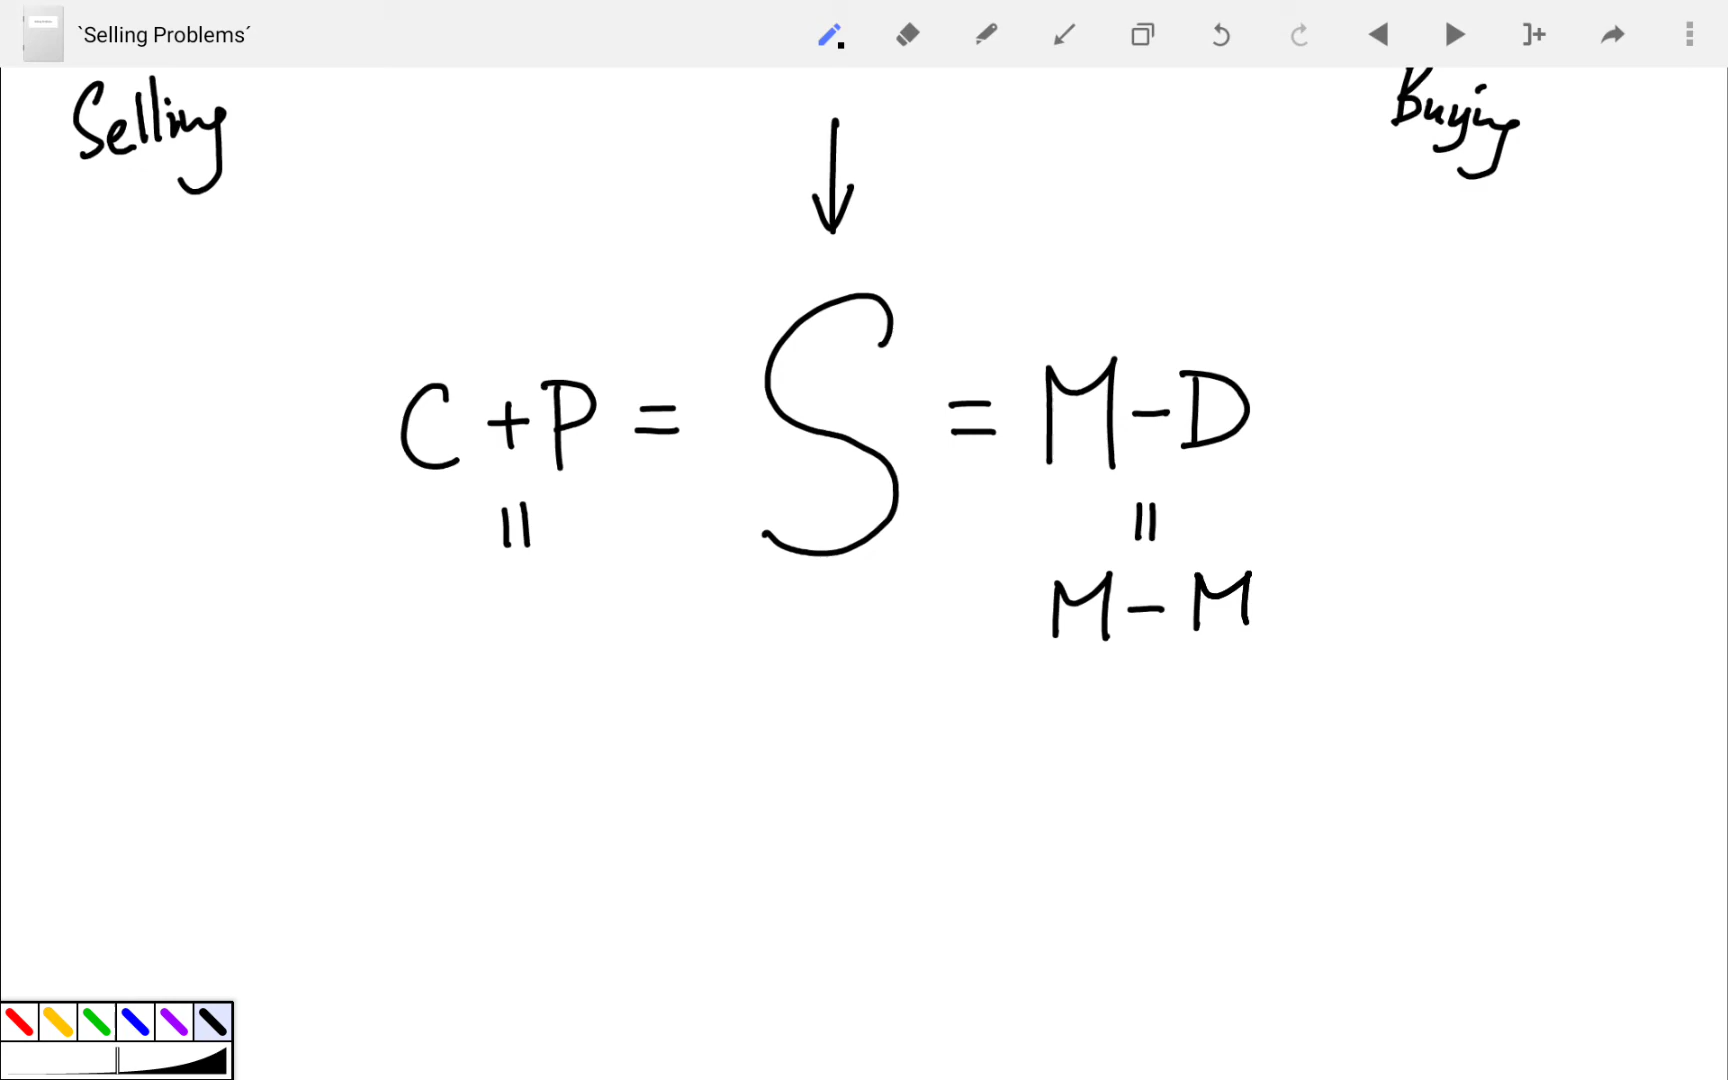 `Selling Problems´
Selling
Buying
C + P = S = M - D
||
||
M - M